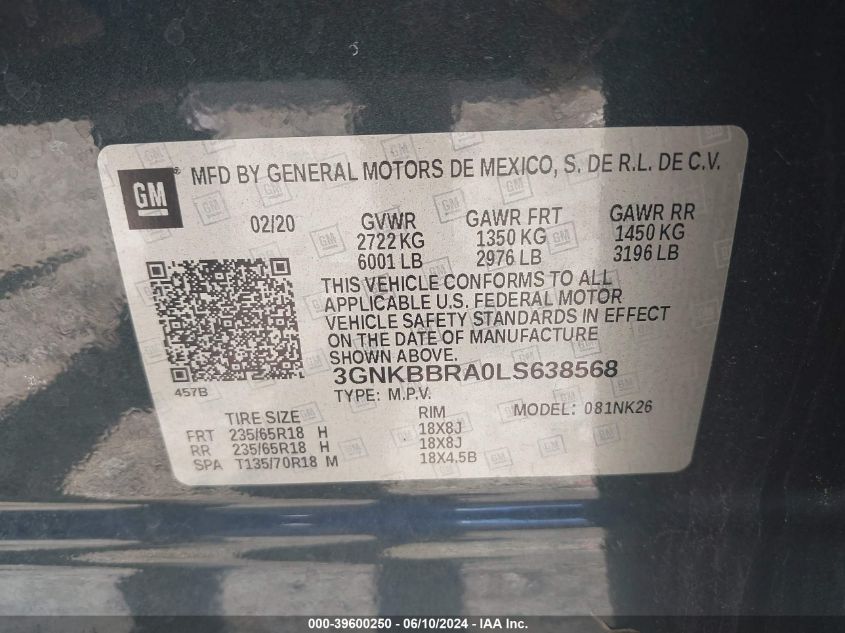 GM ® MFD BY GENERAL MOTORS DE MEXICO, S. DE R.L. DE C.V.
02/20 GVWR GAWR FRT GAWR RR
2722 KG 1350 KG 1450 KG
6001 LB 2976 LB 3196 LB
THIS VEHICLE CONFORMS TO ALL
APPLICABLE U.S. FEDERAL MOTOR
VEHICLE SAFETY STANDARDS IN EFFECT
ON THE DATE OF MANUFACTURE
SHOWN ABOVE.
3GNKBBRA0LS638568
457B
TYPE: M.P.V. MODEL: 081NK26
TIRE SIZE RIM
FRT 235/65R18 H 18X8J
RR 235/65R18 H 18X8J
SPA T135/70R18 M 18X4.5B
000-39600250 - 06/10/2024 - IAA Inc.